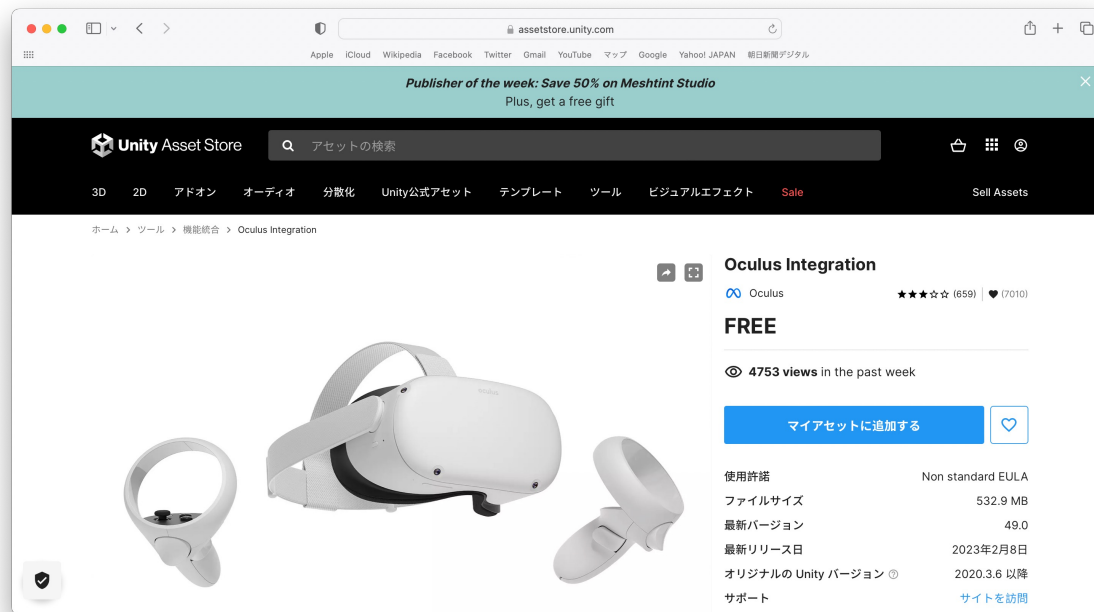 assetstore.unity.com
Apple iCloud Wikipedia Facebook Twitter Gmail YouTube マップ Google Yahoo! JAPAN 朝日新聞デジタル
Publisher of the week: Save 50% on Meshtint Studio
Plus, get a free gift
Unity Asset Store
アセットの検索
3D 2D アドオン オーディオ 分散化 Unity公式アセット テンプレート ツール ビジュアルエフェクト Sale Sell Assets
ホーム > ツール > 機能統合 > Oculus Integration
Oculus Integration
Oculus ★★★☆☆ (659) | ♥ (7010)
FREE
4753 views in the past week
マイアセットに追加する
使用許諾 Non standard EULA
ファイルサイズ 532.9 MB
最新バージョン 49.0
最新リリース日 2023年2月8日
オリジナルの Unity バージョン ? 2020.3.6 以降
サポート サイトを訪問